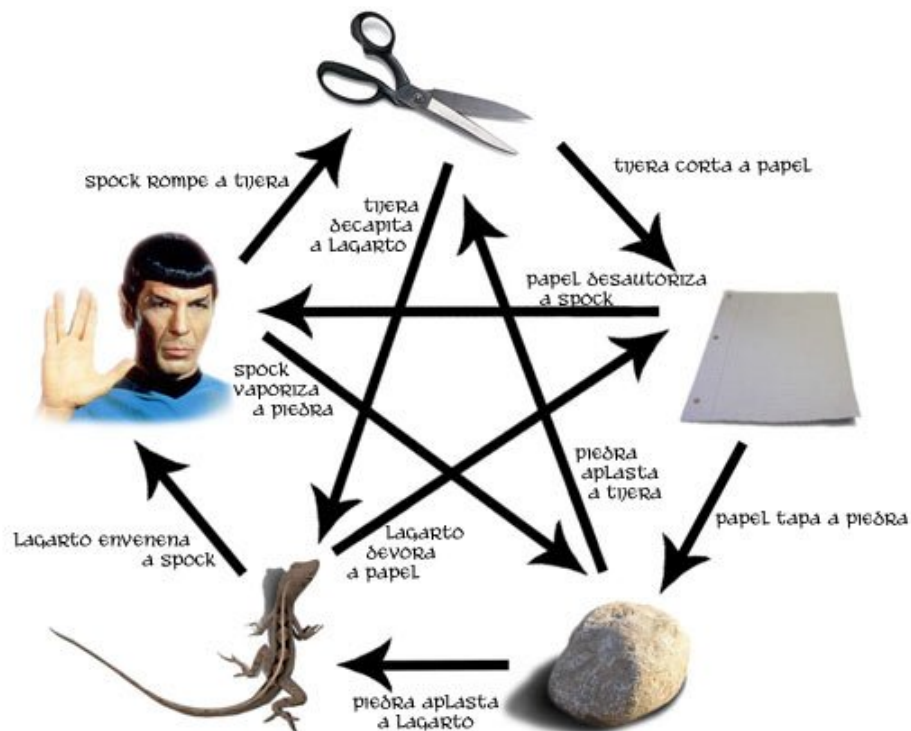 SPOCK ROMPE A TIJERA
TIJERA CORTA A PAPEL
TIJERA
DECAPITA
A LAGARTO
PAPEL DESAUTORIZA
A SPOCK
SPOCK
VAPORIZA
A PIEDRA
PIEDRA
APLASTA
A TIJERA
PAPEL TAPA A PIEDRA
LAGARTO ENVENENA
A SPOCK
LAGARTO
DEVORA
A PAPEL
PIEDRA APLASTA
A LAGARTO